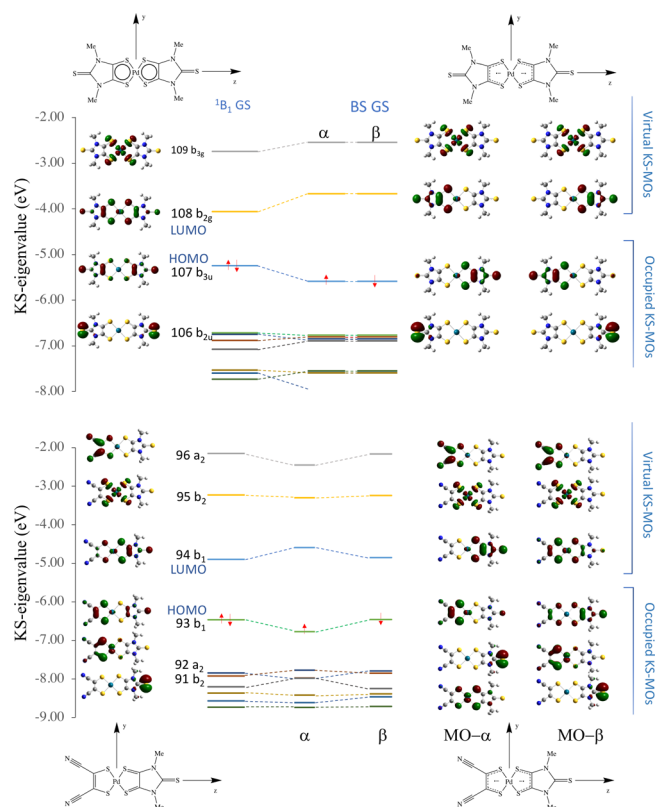 y
y
Me
Me
Me
Me
N
S
S
N
N
S
S
N
S
Pd
S
z
S
Pd
S
z
N
S
S
N
N
S
S
N
Me
Me
Me
Me
¹B₁ GS
BS GS
α
β
-2.00
109 b3g
-3.00
-4.00
108 b2g
LUMO
-5.00
HOMO
107 b3u
-6.00
106 b2u
-7.00
-8.00
KS-eigenvalue (eV)
Virtual KS-MOs
Occupied KS-MOs
-2.00
96 a₂
-3.00
95 b₂
-4.00
94 b₁
-5.00
LUMO
-6.00
HOMO
93 b₁
-7.00
92 a₂
-8.00
91 b₂
-9.00
KS-eigenvalue (eV)
Virtual KS-MOs
Occupied KS-MOs
α
β
MO-α
MO-β
y
y
N
Me
N
Me
S
S
N
S
S
N
Pd
S
z
Pd
S
z
S
S
N
S
S
N
N
Me
N
Me